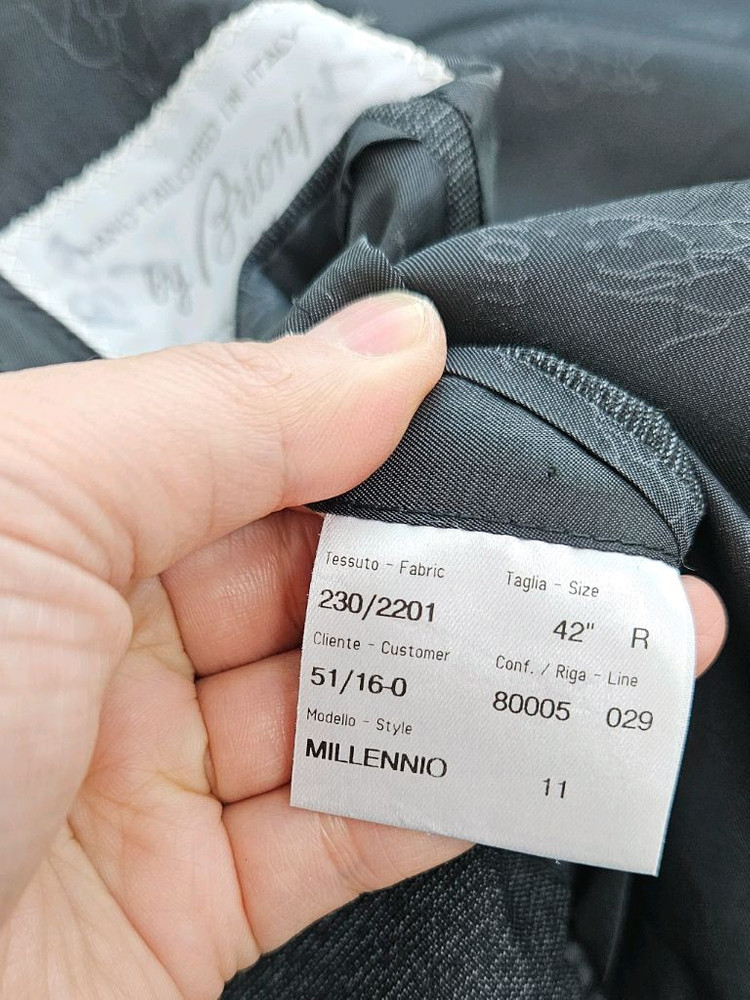 HAND TAILORED IN ITALY
by Brioni
Tessuto - Fabric
230/2201
Cliente - Customer
51/16-0
Modello - Style
MILLENNIO
Taglia - Size
42" R
Conf. / Riga - Line
80005 029
11